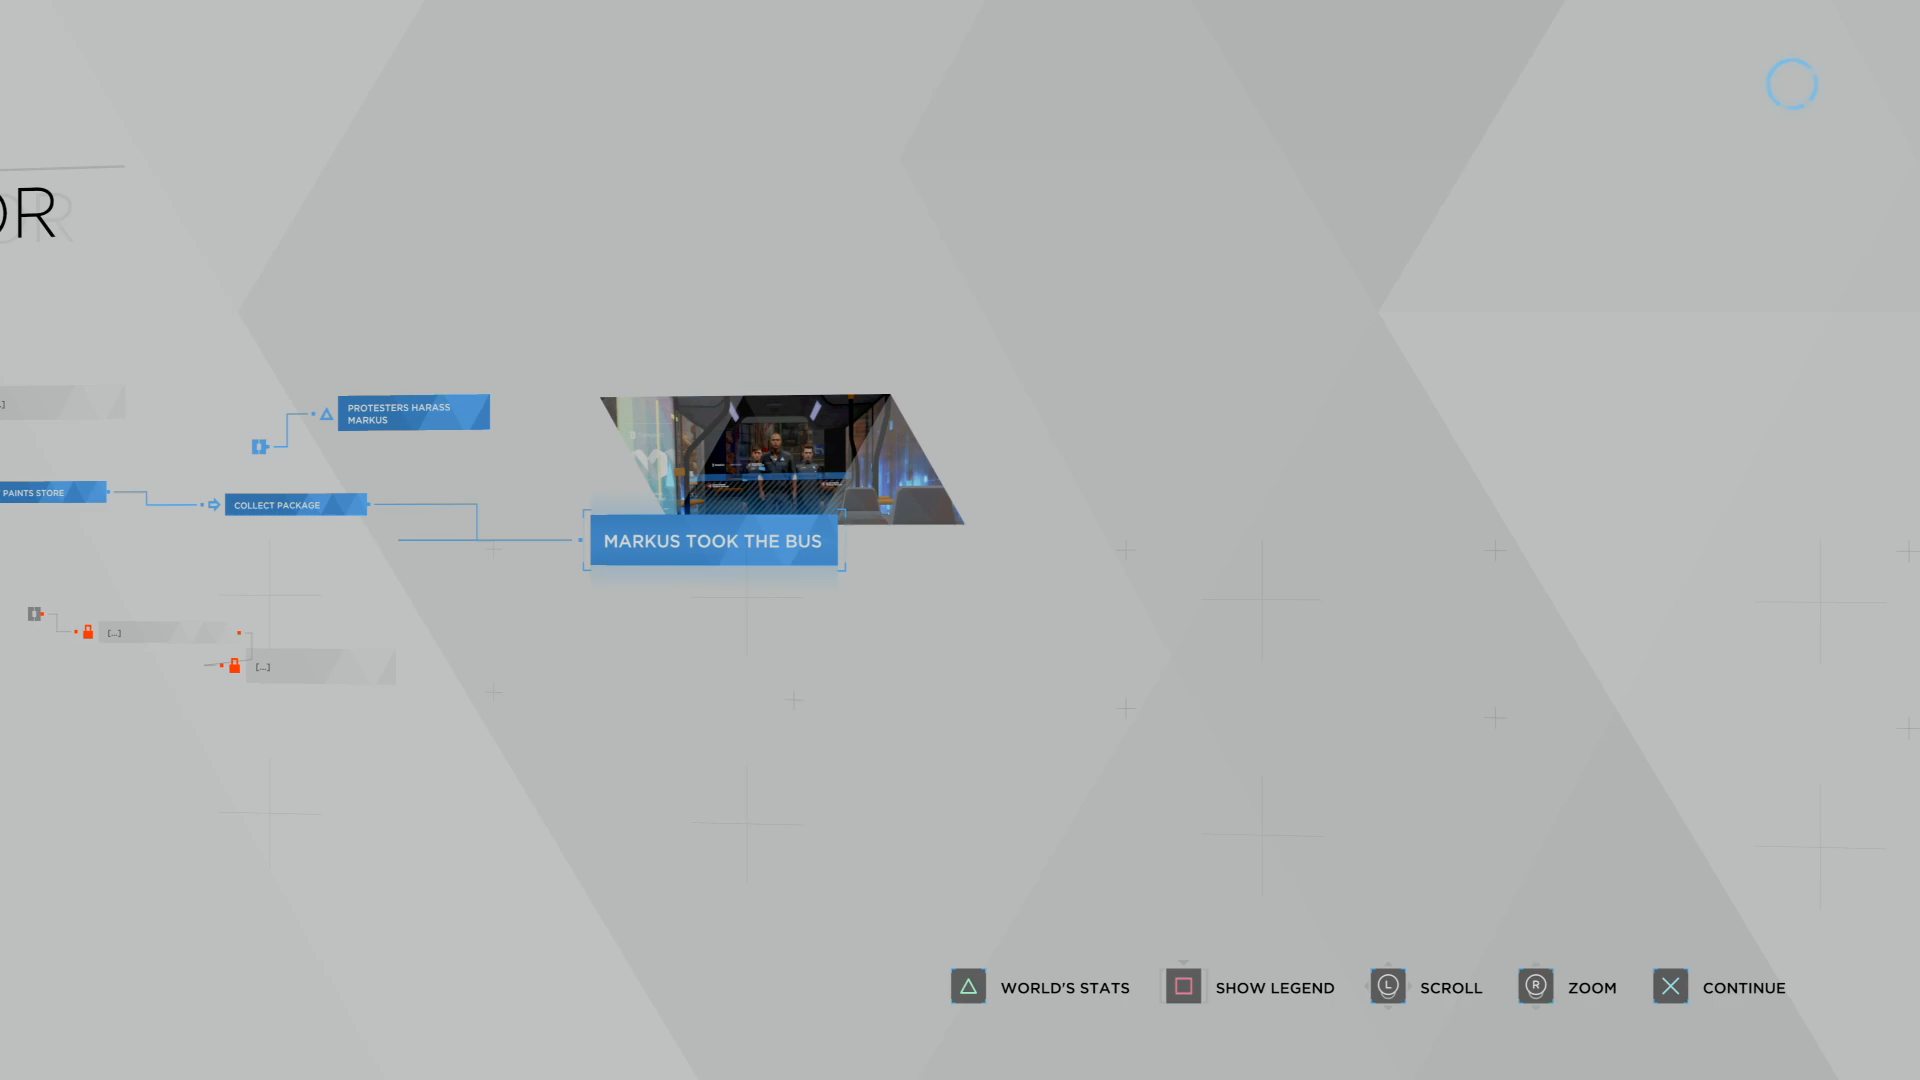 OR
...]
PROTESTERS HARASS
MARKUS
PAINTS STORE
COLLECT PACKAGE
MARKUS TOOK THE BUS
[...]
[...]
WORLD'S STATS
SHOW LEGEND
L
SCROLL
R
ZOOM
CONTINUE